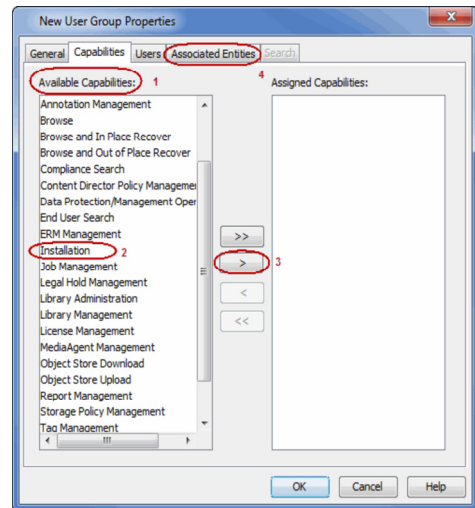 New User Group Properties
General Capabilities Users Associated Entities Search
Available Capabilities: 1 4 Assigned Capabilities:
Annotation Management
Browse
Browse and In Place Recover
Browse and Out of Place Recover
Compliance Search
Content Director Policy Managemer
Data Protection/Management Oper
End User Search
ERM Management
Installation 2
Job Management
Legal Hold Management
Library Administration
Library Management
License Management
MediaAgent Management
Object Store Download
Object Store Upload
Report Management
Storage Policy Management
Tag Management
>>
> 3
<
<<
OK Cancel Help